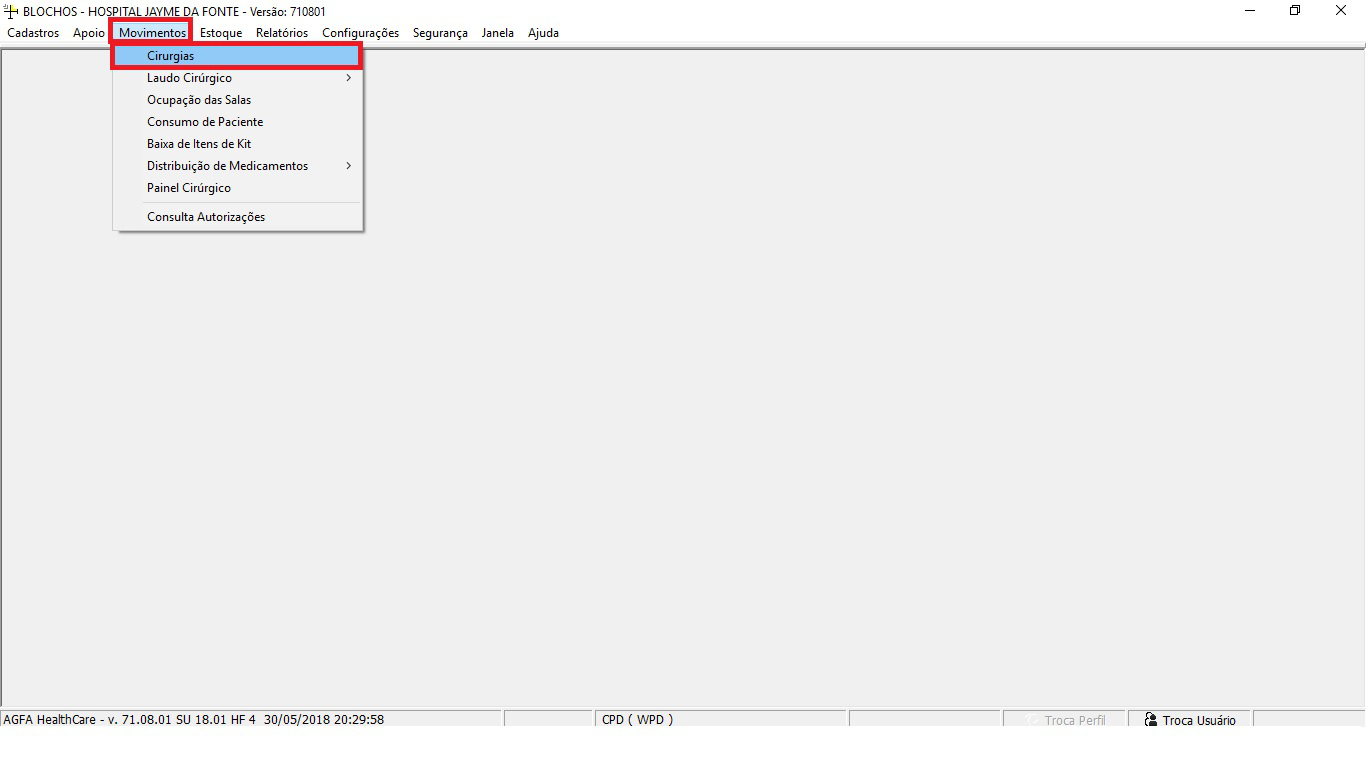 BLOCHOS - HOSPITAL JAYME DA FONTE - Versão: 710801
Cadastros Apoio Movimentos Estoque Relatórios Configurações Segurança Janela Ajuda
Cirurgias
Laudo Cirúrgico
Ocupação das Salas
Consumo de Paciente
Baixa de Itens de Kit
Distribuição de Medicamentos
Painel Cirúrgico
Consulta Autorizações
AGFA HealthCare - v. 71.08.01 SU 18.01 HF 4 30/05/2018 20:29:58 CPD ( WPD ) Troca Perfil Troca Usuário